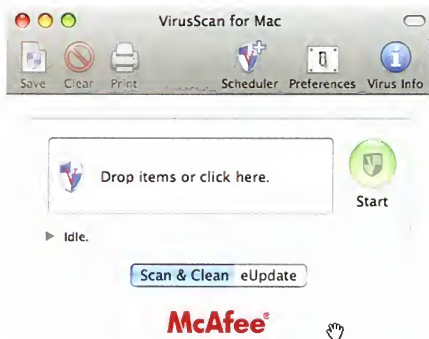 VirusScan for Mac
Save Clear Print Scheduler Preferences Virus Info
Drop items or click here.
Start
Idle.
Scan & Clean eUpdate
McAfee®